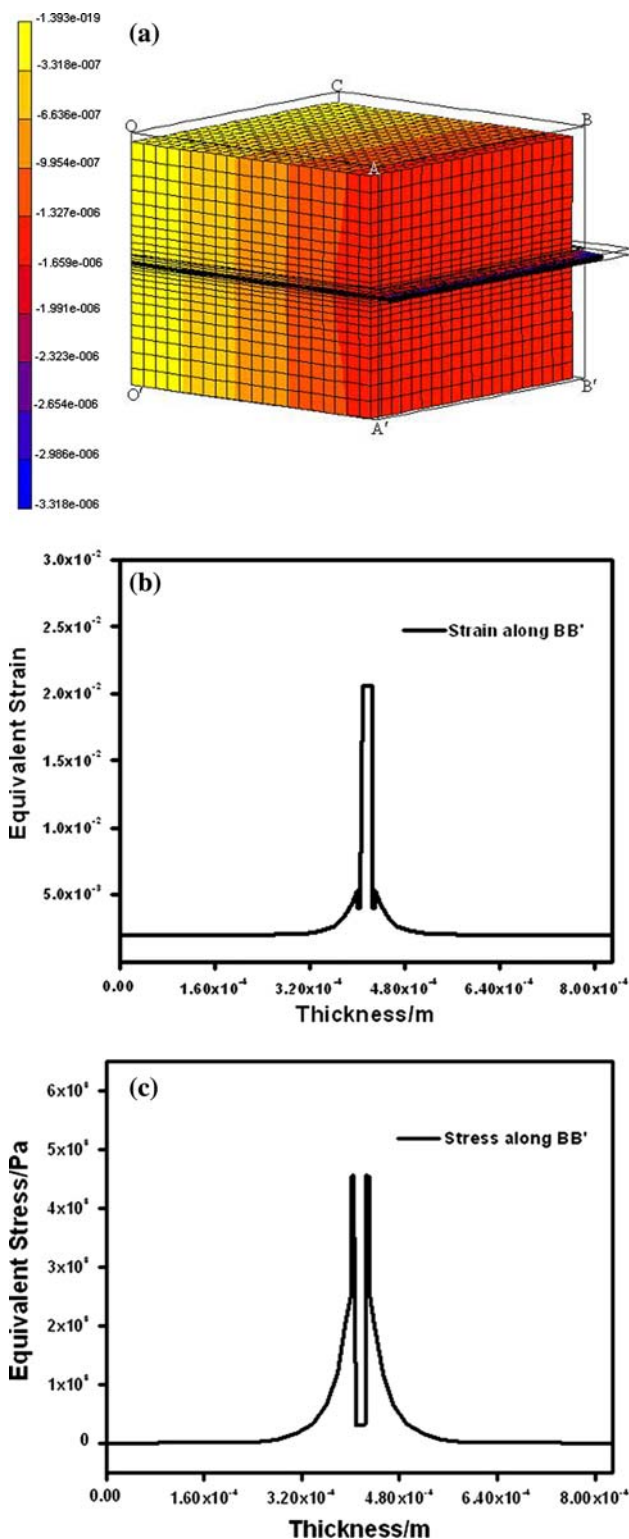 (a)
-1.393e-019
-3.318e-007
-6.636e-007
-9.954e-007
-1.327e-006
-1.659e-006
-1.991e-006
-2.323e-006
-2.654e-006
-2.986e-006
-3.318e-006
C
O
B
A
O'
B'
A'
(b)
3.0x10⁻²
2.5x10⁻²
2.0x10⁻²
1.5x10⁻²
1.0x10⁻²
5.0x10⁻³
Equivalent Strain
Strain along BB'
0.00
1.60x10⁻⁴
3.20x10⁻⁴
4.80x10⁻⁴
6.40x10⁻⁴
8.00x10⁻⁴
Thickness/m
(c)
6x10⁸
5x10⁸
4x10⁸
3x10⁸
2x10⁸
1x10⁸
0
Equivalent Stress/Pa
Stress along BB'
0.00
1.60x10⁻⁴
3.20x10⁻⁴
4.80x10⁻⁴
6.40x10⁻⁴
8.00x10⁻⁴
Thickness/m